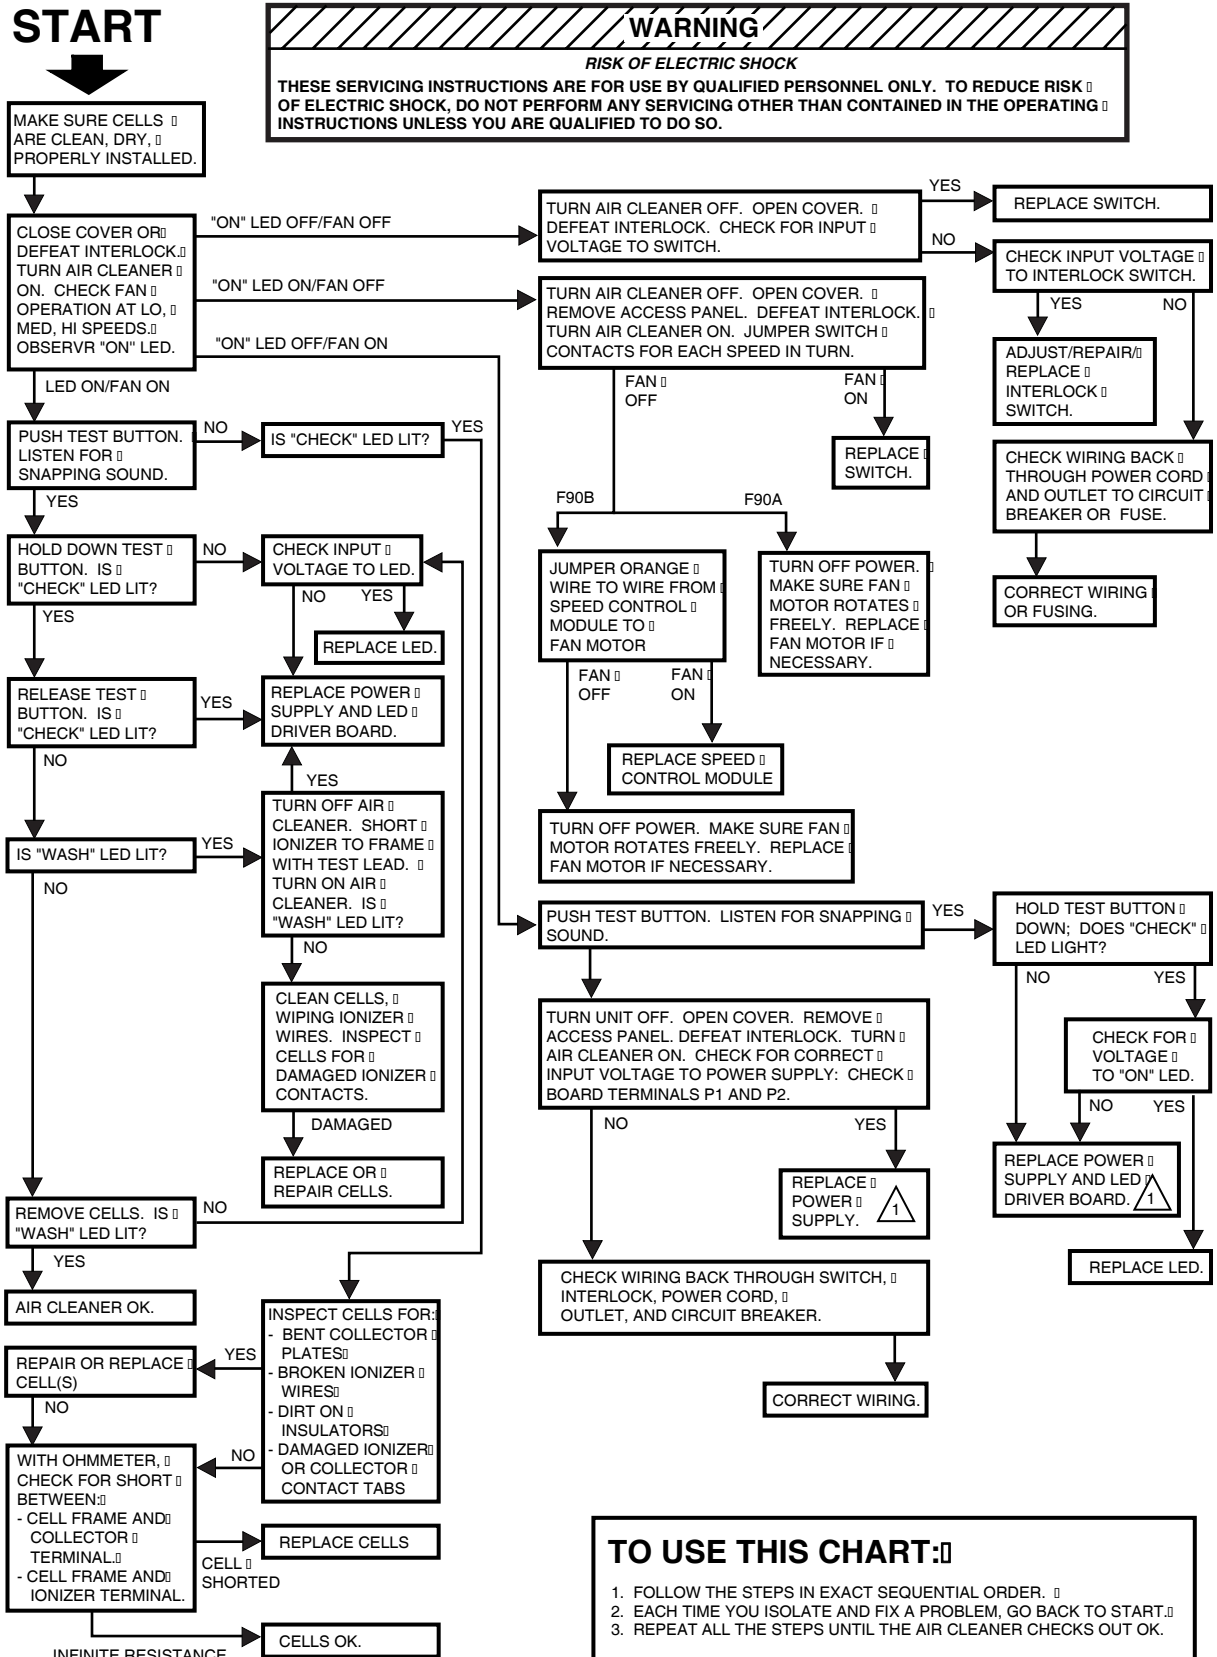 START
WARNING
RISK OF ELECTRIC SHOCK
THESE SERVICING INSTRUCTIONS ARE FOR USE BY QUALIFIED PERSONNEL ONLY. TO REDUCE RISK
OF ELECTRIC SHOCK, DO NOT PERFORM ANY SERVICING OTHER THAN CONTAINED IN THE OPERATING
INSTRUCTIONS UNLESS YOU ARE QUALIFIED TO DO SO.
MAKE SURE CELLS
ARE CLEAN, DRY,
PROPERLY INSTALLED.
CLOSE COVER OR
DEFEAT INTERLOCK.
TURN AIR CLEANER
ON. CHECK FAN
OPERATION AT LO,
MED, HI SPEEDS.
OBSERVR "ON" LED.
"ON" LED OFF/FAN OFF
"ON" LED ON/FAN OFF
"ON" LED OFF/FAN ON
LED ON/FAN ON
TURN AIR CLEANER OFF. OPEN COVER.
DEFEAT INTERLOCK. CHECK FOR INPUT
VOLTAGE TO SWITCH.
YES
REPLACE SWITCH.
NO
CHECK INPUT VOLTAGE
TO INTERLOCK SWITCH.
YES
NO
ADJUST/REPAIR/
REPLACE
INTERLOCK
SWITCH.
CHECK WIRING BACK
THROUGH POWER CORD
AND OUTLET TO CIRCUIT
BREAKER OR FUSE.
CORRECT WIRING
OR FUSING.
TURN AIR CLEANER OFF. OPEN COVER.
REMOVE ACCESS PANEL. DEFEAT INTERLOCK.
TURN AIR CLEANER ON. JUMPER SWITCH
CONTACTS FOR EACH SPEED IN TURN.
FAN
OFF
FAN
ON
REPLACE
SWITCH.
F90B
F90A
JUMPER ORANGE
WIRE TO WIRE FROM
SPEED CONTROL
MODULE TO
FAN MOTOR
TURN OFF POWER.
MAKE SURE FAN
MOTOR ROTATES
FREELY. REPLACE
FAN MOTOR IF
NECESSARY.
FAN
OFF
FAN
ON
REPLACE SPEED
CONTROL MODULE
TURN OFF POWER. MAKE SURE FAN
MOTOR ROTATES FREELY. REPLACE
FAN MOTOR IF NECESSARY.
PUSH TEST BUTTON.
LISTEN FOR
SNAPPING SOUND.
NO
IS "CHECK" LED LIT?
YES
YES
HOLD DOWN TEST
BUTTON. IS
"CHECK" LED LIT?
NO
CHECK INPUT
VOLTAGE TO LED.
NO
YES
REPLACE LED.
YES
RELEASE TEST
BUTTON. IS
"CHECK" LED LIT?
YES
REPLACE POWER
SUPPLY AND LED
DRIVER BOARD.
NO
YES
IS "WASH" LED LIT?
YES
TURN OFF AIR
CLEANER. SHORT
IONIZER TO FRAME
WITH TEST LEAD.
TURN ON AIR
CLEANER. IS
"WASH" LED LIT?
NO
NO
CLEAN CELLS,
WIPING IONIZER
WIRES. INSPECT
CELLS FOR
DAMAGED IONIZER
CONTACTS.
DAMAGED
REPLACE OR
REPAIR CELLS.
REMOVE CELLS. IS
"WASH" LED LIT?
NO
YES
AIR CLEANER OK.
PUSH TEST BUTTON. LISTEN FOR SNAPPING
SOUND.
YES
HOLD TEST BUTTON
DOWN; DOES "CHECK"
LED LIGHT?
NO
YES
CHECK FOR
VOLTAGE
TO "ON" LED.
NO
YES
REPLACE POWER
SUPPLY AND LED
DRIVER BOARD. 1
REPLACE LED.
TURN UNIT OFF. OPEN COVER. REMOVE
ACCESS PANEL. DEFEAT INTERLOCK. TURN
AIR CLEANER ON. CHECK FOR CORRECT
INPUT VOLTAGE TO POWER SUPPLY: CHECK
BOARD TERMINALS P1 AND P2.
NO
YES
REPLACE
POWER
SUPPLY. 1
CHECK WIRING BACK THROUGH SWITCH,
INTERLOCK, POWER CORD,
OUTLET, AND CIRCUIT BREAKER.
CORRECT WIRING.
INSPECT CELLS FOR:
- BENT COLLECTOR
PLATES
- BROKEN IONIZER
WIRES
- DIRT ON
INSULATORS
- DAMAGED IONIZER
OR COLLECTOR
CONTACT TABS
YES
REPAIR OR REPLACE
CELL(S)
NO
NO
WITH OHMMETER,
CHECK FOR SHORT
BETWEEN:
- CELL FRAME AND
COLLECTOR
TERMINAL.
- CELL FRAME AND
IONIZER TERMINAL.
CELL
SHORTED
REPLACE CELLS
INFINITE RESISTANCE
CELLS OK.
TO USE THIS CHART:
1. FOLLOW THE STEPS IN EXACT SEQUENTIAL ORDER.
2. EACH TIME YOU ISOLATE AND FIX A PROBLEM, GO BACK TO START.
3. REPEAT ALL THE STEPS UNTIL THE AIR CLEANER CHECKS OUT OK.